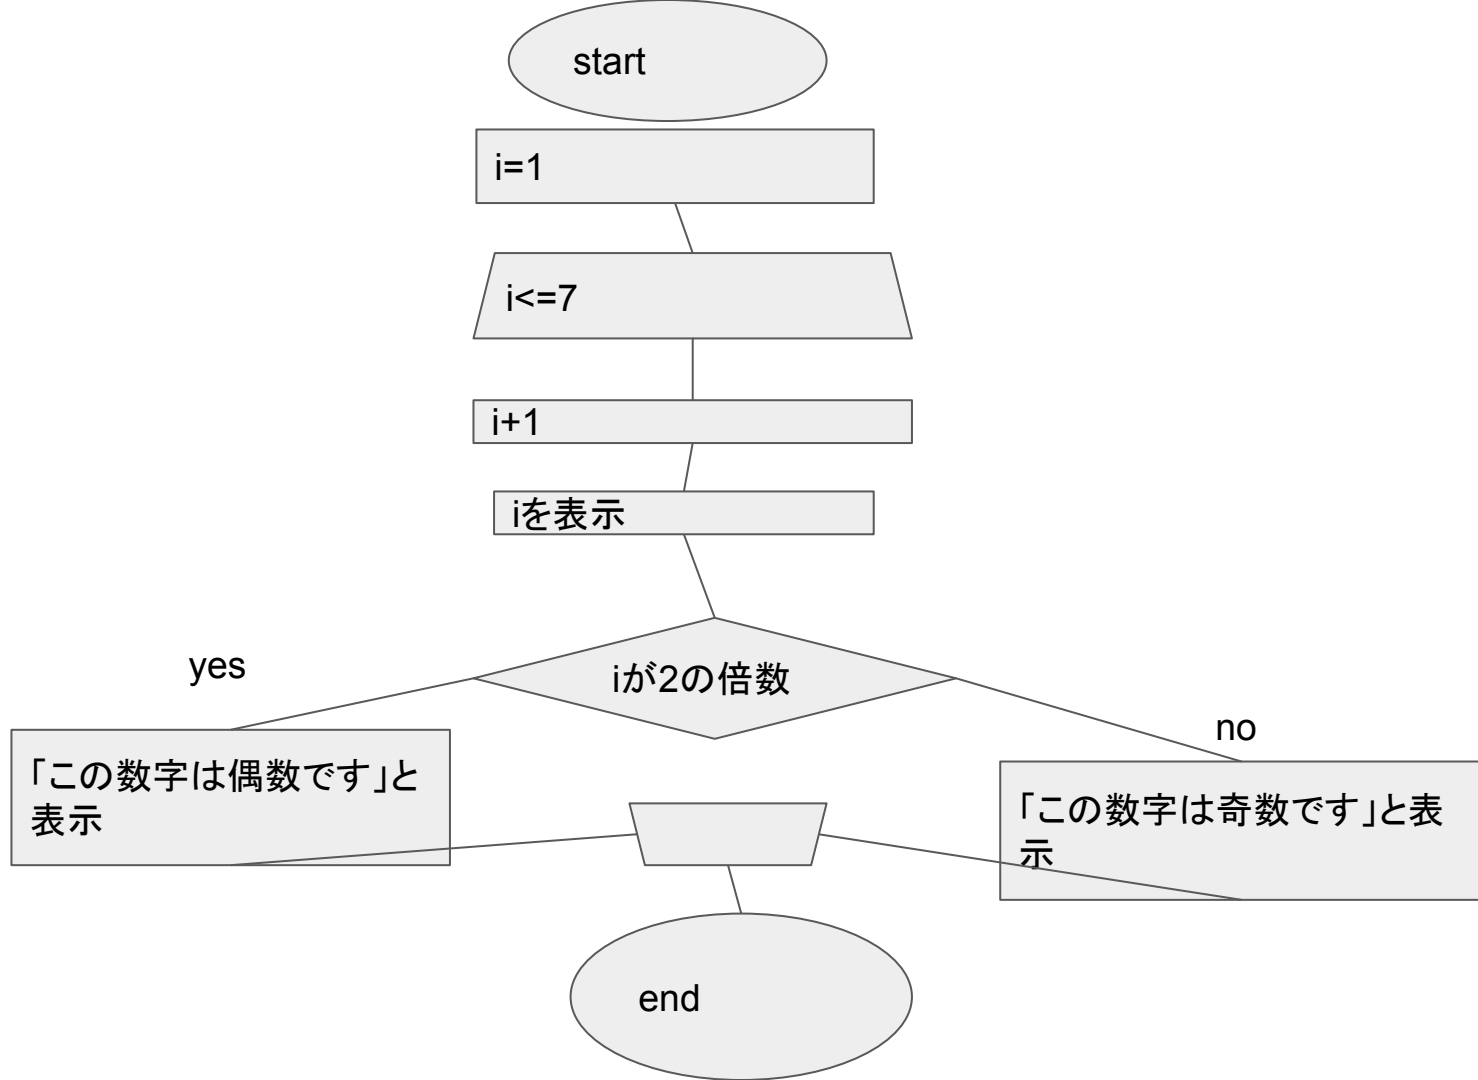 start
i=1
i<=7
i+1
iを表示
iが2の倍数
yes
no
「この数字は偶数です」と
表示
「この数字は奇数です」と表
示
end